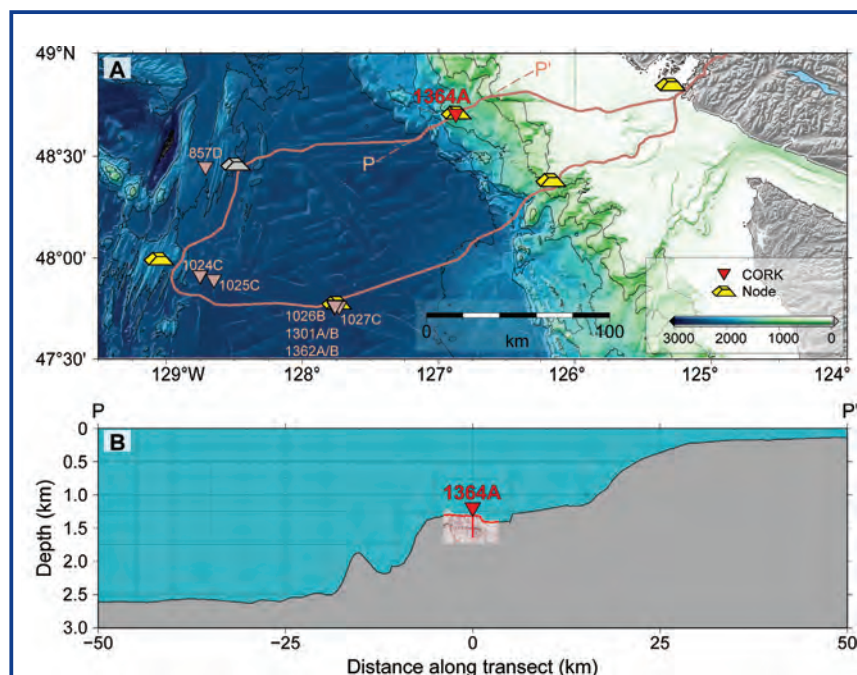 A
49°N
48°30'
48°00'
47°30'
P'
1364A
P
857D
1024C
1025C
1026B
1027C
1301A/B
1362A/B
0
100
km
CORK
Node
3000
2000
1000
0
129°W
128°
127°
126°
125°
124°
P
P'
B
0
0.5
1.0
1.5
2.0
2.5
3.0
Depth (km)
1364A
−50
−25
0
25
50
Distance along transect (km)